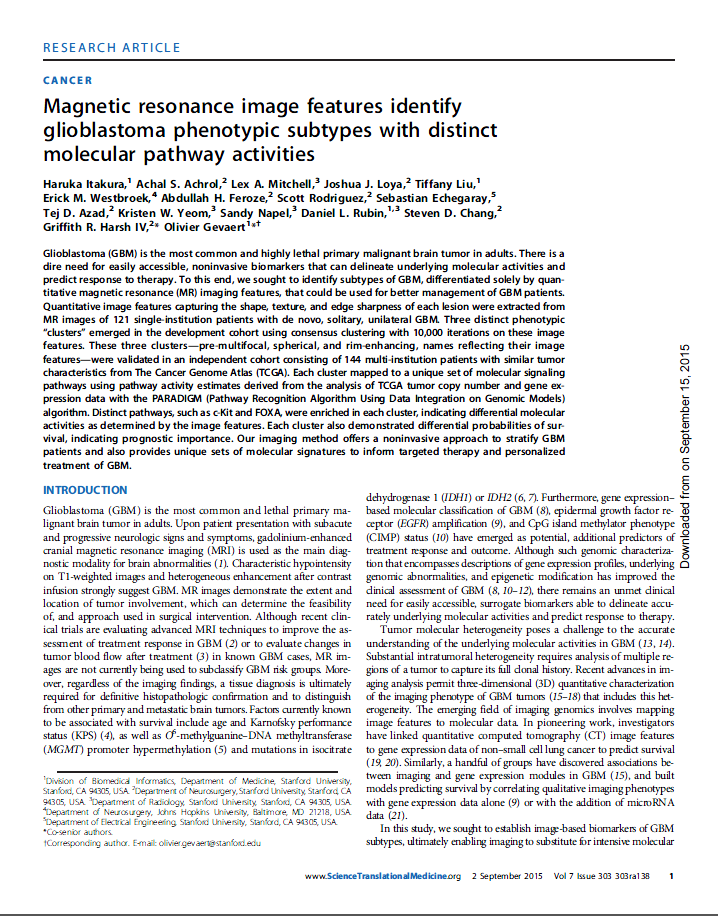 RESEARCH ARTICLE
CANCER
Magnetic resonance image features identify
glioblastoma phenotypic subtypes with distinct
molecular pathway activities
Haruka Itakura,¹ Achal S. Achrol,² Lex A. Mitchell,³ Joshua J. Loya,² Tiffany Liu,¹
Erick M. Westbroek,⁴ Abdullah H. Feroze,² Scott Rodriguez,² Sebastian Echegaray,⁵
Tej D. Azad,² Kristen W. Yeom,³ Sandy Napel,³ Daniel L. Rubin,¹,³ Steven D. Chang,²
Griffith R. Harsh IV,²* Olivier Gevaert¹*†
Glioblastoma (GBM) is the most common and highly lethal primary malignant brain tumor in adults. There is a
dire need for easily accessible, noninvasive biomarkers that can delineate underlying molecular activities and
predict response to therapy. To this end, we sought to identify subtypes of GBM, differentiated solely by quan-
titative magnetic resonance (MR) imaging features, that could be used for better management of GBM patients.
Quantitative image features capturing the shape, texture, and edge sharpness of each lesion were extracted from
MR images of 121 single-institution patients with de novo, solitary, unilateral GBM. Three distinct phenotypic
“clusters” emerged in the development cohort using consensus clustering with 10,000 iterations on these image
features. These three clusters—pre-multifocal, spherical, and rim-enhancing, names reflecting their image
features—were validated in an independent cohort consisting of 144 multi-institution patients with similar tumor
characteristics from The Cancer Genome Atlas (TCGA). Each cluster mapped to a unique set of molecular signaling
pathways using pathway activity estimates derived from the analysis of TCGA tumor copy number and gene ex-
pression data with the PARADIGM (Pathway Recognition Algorithm Using Data Integration on Genomic Models)
algorithm. Distinct pathways, such as c-Kit and FOXA, were enriched in each cluster, indicating differential molecular
activities as determined by the image features. Each cluster also demonstrated differential probabilities of sur-
vival, indicating prognostic importance. Our imaging method offers a noninvasive approach to stratify GBM
patients and also provides unique sets of molecular signatures to inform targeted therapy and personalized
treatment of GBM.
INTRODUCTION
Glioblastoma (GBM) is the most common and lethal primary ma-
lignant brain tumor in adults. Upon patient presentation with subacute
and progressive neurologic signs and symptoms, gadolinium-enhanced
cranial magnetic resonance imaging (MRI) is used as the main diag-
nostic modality for brain abnormalities (1). Characteristic hypointensity
on T1-weighted images and heterogeneous enhancement after contrast
infusion strongly suggest GBM. MR images demonstrate the extent and
location of tumor involvement, which can determine the feasibility
of, and approach used in surgical intervention. Although recent clin-
ical trials are evaluating advanced MRI techniques to improve the as-
sessment of treatment response in GBM (2) or to evaluate changes in
tumor blood flow after treatment (3) in known GBM cases, MR im-
ages are not currently being used to subclassify GBM risk groups. More-
over, regardless of the imaging findings, a tissue diagnosis is ultimately
required for definitive histopathologic confirmation and to distinguish
from other primary and metastatic brain tumors. Factors currently known
to be associated with survival include age and Karnofsky performance
status (KPS) (4), as well as O⁶-methylguanine–DNA methyltransferase
(MGMT) promoter hypermethylation (5) and mutations in isocitrate
¹Division of Biomedical Informatics, Department of Medicine, Stanford University,
Stanford, CA 94305, USA. ²Department of Neurosurgery, Stanford University, Stanford, CA
94305, USA. ³Department of Radiology, Stanford University, Stanford, CA 94305, USA.
⁴Department of Neurosurgery, Johns Hopkins University, Baltimore, MD 21218, USA.
⁵Department of Electrical Engineering, Stanford University, Stanford, CA 94305, USA.
*Co-senior authors.
†Corresponding author. E-mail: olivier.gevaert@stanford.edu
dehydrogenase 1 (IDH1) or IDH2 (6, 7). Furthermore, gene expression–
based molecular classification of GBM (8), epidermal growth factor re-
ceptor (EGFR) amplification (9), and CpG island methylator phenotype
(CIMP) status (10) have emerged as potential, additional predictors of
treatment response and outcome. Although such genomic characteriza-
tion that encompasses descriptions of gene expression profiles, underlying
genomic abnormalities, and epigenetic modification has improved the
clinical assessment of GBM (8, 10–12), there remains an unmet clinical
need for easily accessible, surrogate biomarkers able to delineate accu-
rately underlying molecular activities and predict response to therapy.
Tumor molecular heterogeneity poses a challenge to the accurate
understanding of the underlying molecular activities in GBM (13, 14).
Substantial intratumoral heterogeneity requires analysis of multiple re-
gions of a tumor to capture its full clonal history. Recent advances in im-
aging analysis permit three-dimensional (3D) quantitative characterization
of the imaging phenotype of GBM tumors (15–18) that includes this het-
erogeneity. The emerging field of imaging genomics involves mapping
image features to molecular data. In pioneering work, investigators
have linked quantitative computed tomography (CT) image features
to gene expression data of non–small cell lung cancer to predict survival
(19, 20). Similarly, a handful of groups have discovered associations be-
tween imaging and gene expression modules in GBM (15), and built
models predicting survival by correlating qualitative imaging phenotypes
with gene expression data alone (9) or with the addition of microRNA
data (21).
In this study, we sought to establish image-based biomarkers of GBM
subtypes, ultimately enabling imaging to substitute for intensive molecular
www.ScienceTranslationalMedicine.org 2 September 2015 Vol 7 Issue 303 303ra138 1
Downloaded from on September 15, 2015